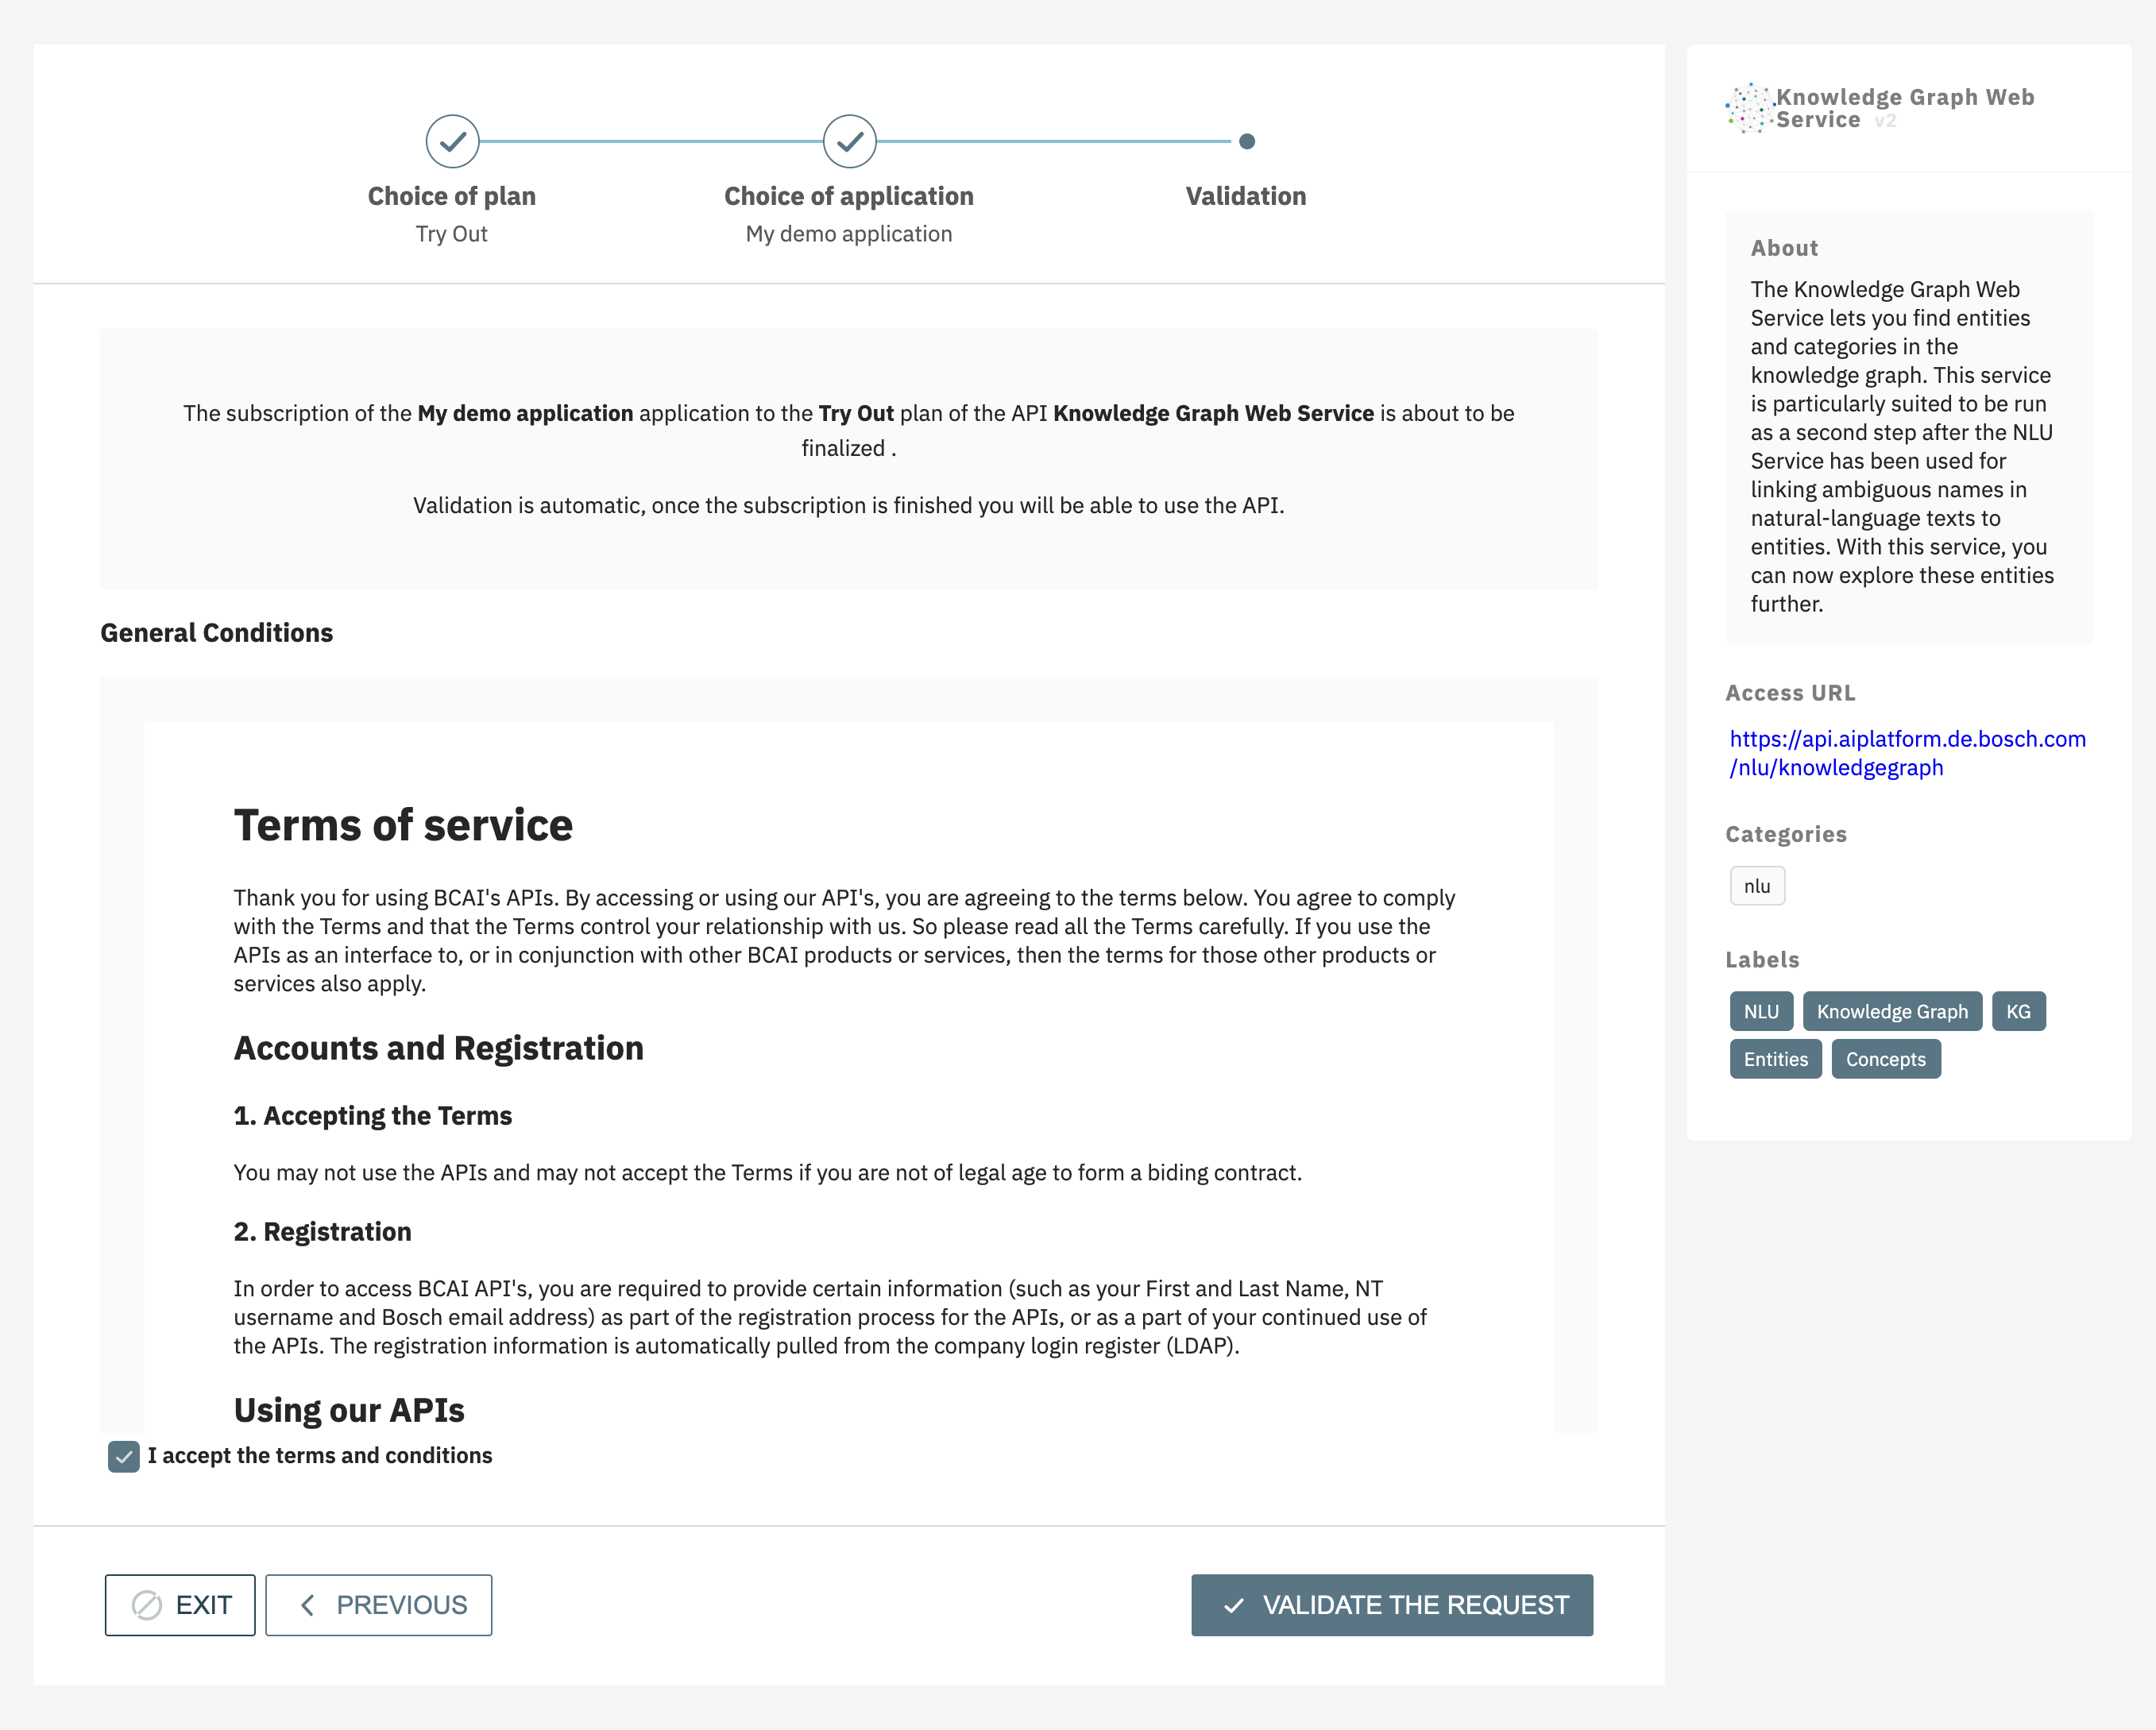 Choice of plan
Try Out
Choice of application
My demo application
Validation
The subscription of the My demo application application to the Try Out plan of the API Knowledge Graph Web Service is about to be
finalized .
Validation is automatic, once the subscription is finished you will be able to use the API.
General Conditions
Terms of service
Thank you for using BCAI's APIs. By accessing or using our API's, you are agreeing to the terms below. You agree to comply
with the Terms and that the Terms control your relationship with us. So please read all the Terms carefully. If you use the
APIs as an interface to, or in conjunction with other BCAI products or services, then the terms for those other products or
services also apply.
Accounts and Registration
1. Accepting the Terms
You may not use the APIs and may not accept the Terms if you are not of legal age to form a biding contract.
2. Registration
In order to access BCAI API's, you are required to provide certain information (such as your First and Last Name, NT
username and Bosch email address) as part of the registration process for the APIs, or as a part of your continued use of
the APIs. The registration information is automatically pulled from the company login register (LDAP).
Using our APIs
I accept the terms and conditions
EXIT
PREVIOUS
VALIDATE THE REQUEST
Knowledge Graph Web
Service v2
About
The Knowledge Graph Web
Service lets you find entities
and categories in the
knowledge graph. This service
is particularly suited to be run
as a second step after the NLU
Service has been used for
linking ambiguous names in
natural-language texts to
entities. With this service, you
can now explore these entities
further.
Access URL
https://api.aiplatform.de.bosch.com
/nlu/knowledgegraph
Categories
nlu
Labels
NLU Knowledge Graph KG
Entities Concepts